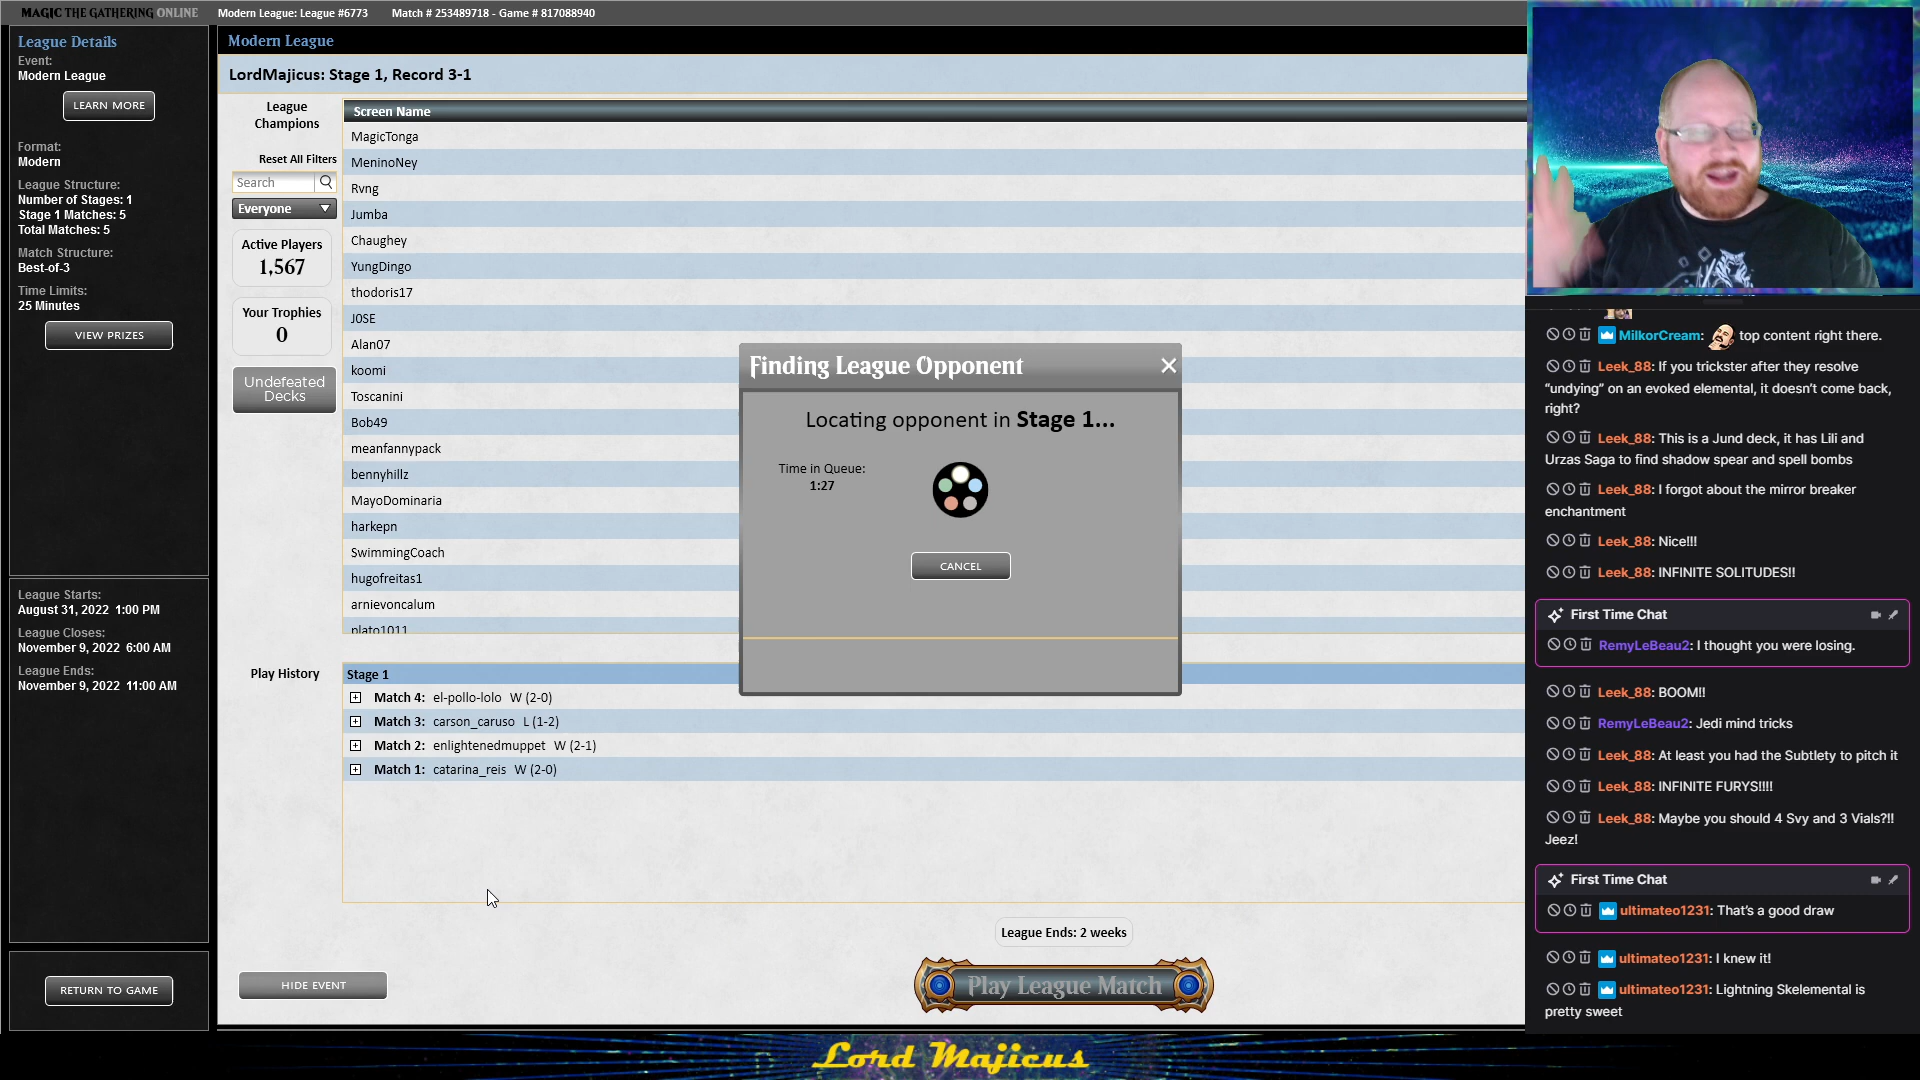 MAGIC THE GATHERING ONLINE
Modern League: League #6773
Match # 253489718 - Game # 817088940
League Details
Event:
Modern League
LEARN MORE
Format:
Modern
League Structure:
Number of Stages: 1
Stage 1 Matches: 5
Total Matches: 5
Match Structure:
Best-of-3
Time Limits:
25 Minutes
VIEW PRIZES
League Starts:
August 31, 2022 1:00 PM
League Closes:
November 9, 2022 6:00 AM
League Ends:
November 9, 2022 11:00 AM
RETURN TO GAME
Modern League
LordMajicus: Stage 1, Record 3-1
League
Champions
Reset All Filters
Search
Everyone
Active Players
1,567
Your Trophies
0
Undefeated
Decks
Screen Name
MagicTonga
MeninoNey
Rvng
Jumba
Chaughey
YungDingo
thodoris17
J0SE
Alan07
koomi
Toscanini
Bob49
meanfannypack
bennyhillz
MayoDominaria
harkepn
SwimmingCoach
hugofreitas1
arnievoncalum
plato1011
Finding League Opponent
Locating opponent in Stage 1...
Time in Queue:
1:27
CANCEL
Play History
Stage 1
Match 4: el-pollo-lolo W (2-0)
Match 3: carson_caruso L (1-2)
Match 2: enlightenedmuppet W (2-1)
Match 1: catarina_reis W (2-0)
League Ends: 2 weeks
HIDE EVENT
Play League Match
MilkorCream: top content right there.
Leek_88: If you trickster after they resolve
“undying” on an evoked elemental, it doesn’t come back,
right?
Leek_88: This is a Jund deck, it has Lili and
Urzas Saga to find shadow spear and spell bombs
Leek_88: I forgot about the mirror breaker
enchantment
Leek_88: Nice!!!
Leek_88: INFINITE SOLITUDES!!
First Time Chat
RemyLeBeau2: I thought you were losing.
Leek_88: BOOM!!
RemyLeBeau2: Jedi mind tricks
Leek_88: At least you had the Subtlety to pitch it
Leek_88: INFINITE FURYS!!!!
Leek_88: Maybe you should 4 Svy and 3 Vials?!!
Jeez!
First Time Chat
ultimateo1231: That’s a good draw
ultimateo1231: I knew it!
ultimateo1231: Lightning Skelemental is
pretty sweet
Lord Majicus